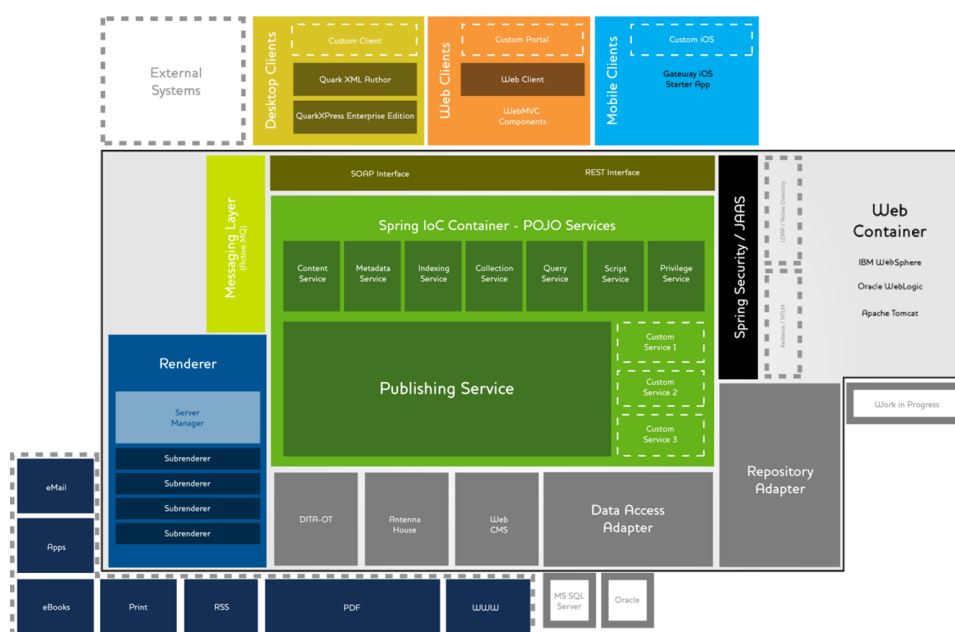 External
Systems
Desktop Clients
Custom Client
Quark XML Author
QuarkXPress Enterprise Edition
Web Clients
Custom Portal
Web Client
WebMVC
Components
Mobile Clients
Custom iOS
Gateway iOS
Starter App
Messaging Layer
(Active MQ)
SOAP Interface
REST Interface
Spring IoC Container - POJO Services
Content
Service
Metadata
Service
Indexing
Service
Collection
Service
Query
Service
Script
Service
Privilege
Service
Publishing Service
Custom
Service 1
Custom
Service 2
Custom
Service 3
Spring Security / JAAS
LDAP / Active Directory
Kerberos / NTLM
Web
Container
IBM WebSphere
Oracle WebLogic
Apache Tomcat
Renderer
Server
Manager
Subrenderer
Subrenderer
Subrenderer
Subrenderer
DITA-OT
Antenna
House
Web
CMS
Data Access
Adapter
Repository
Adapter
Work in Progress
eMail
Apps
eBooks
Print
RSS
PDF
WWW
MS SQL
Server
Oracle